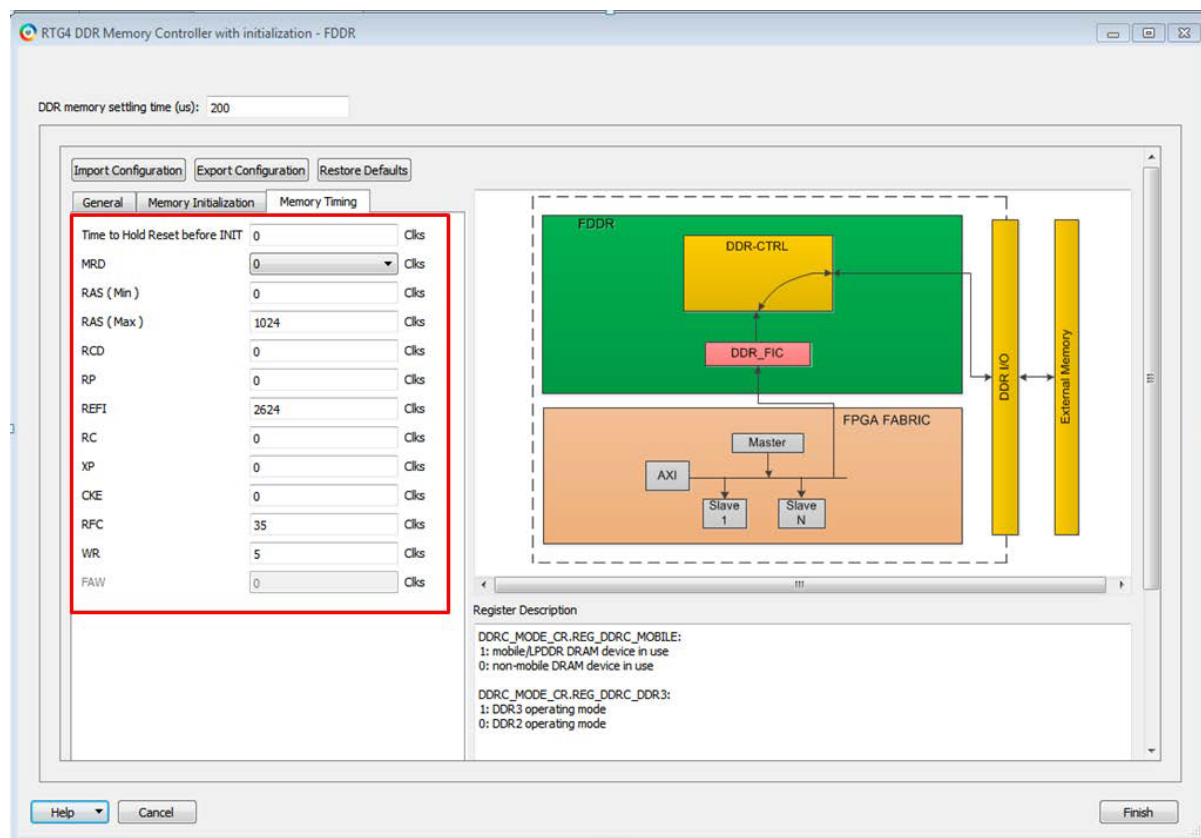 RTG4 DDR Memory Controller with initialization - FDDR
DDR memory settling time (us): 200
Import Configuration Export Configuration Restore Defaults
General Memory Initialization Memory Timing
Time to Hold Reset before INIT 0 Clks
MRD 0 Clks
RAS ( Min ) 0 Clks
RAS ( Max ) 1024 Clks
RCD 0 Clks
RP 0 Clks
REFI 2624 Clks
RC 0 Clks
XP 0 Clks
CKE 0 Clks
RFC 35 Clks
WR 5 Clks
FAW 0 Clks
FDDR
DDR-CTRL
DDR_FIC
FPGA FABRIC
Master
AXI
Slave
1
Slave
N
DDR I/O
External Memory
Register Description
DDRC_MODE_CR.REG_DDRC_MOBILE:
1: mobile/LPDDR DRAM device in use
0: non-mobile DRAM device in use
DDRC_MODE_CR.REG_DDRC_DDR3:
1: DDR3 operating mode
0: DDR2 operating mode
Help Cancel Finish